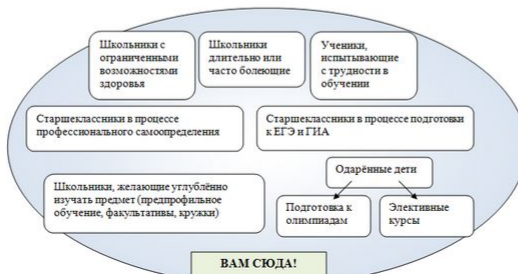 Школьники с
ограниченными
возможностями
здоровья
Школьники
длительно или
часто болеющие
Ученики,
испытывающие
с трудности в
обучении
Старшеклассники в процессе
профессионального самоопределения
Старшеклассники в процессе подготовки
к ЕГЭ и ГИА
Одарённые дети
Школьники, желающие углублённо
изучать предмет (предпрофильное
обучение, факультативы, кружки)
Подготовка к
олимпиадам
Элективные
курсы
ВАМ СЮДА!